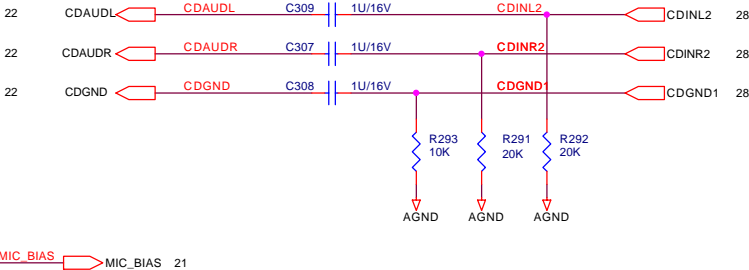 22 CDAUDL CDAUDL C309 1U/16V CDINL2 CDINL2 28
22 CDAUDR CDAUDR C307 1U/16V CDINR2 CDINR2 28
22 CDGND CDGND C308 1U/16V CDGND1 CDGND1 28
R293 R291 R292
10K 20K 20K
AGND AGND AGND
MIC_BIAS MIC_BIAS 21